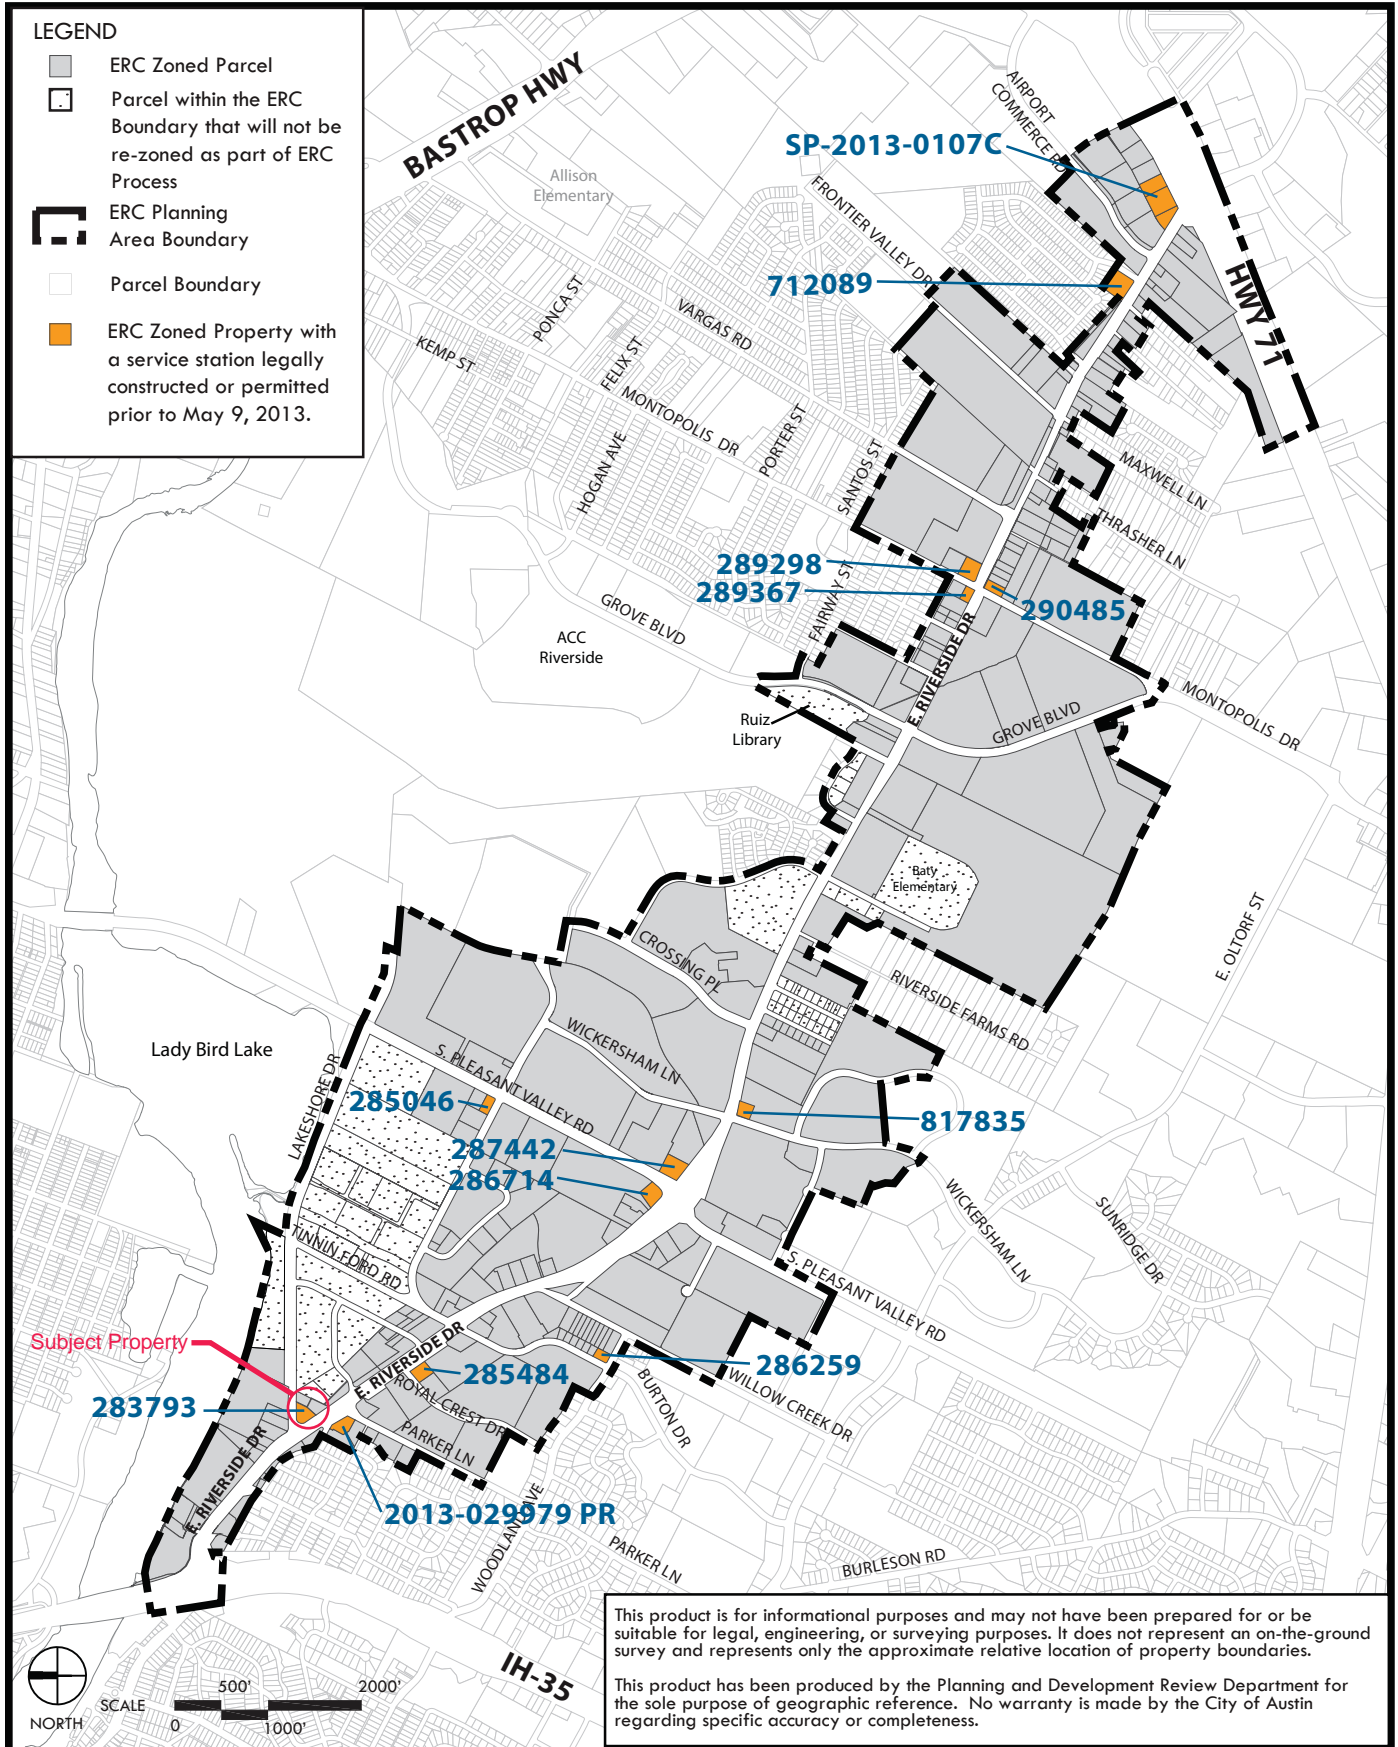 LEGEND
ERC Zoned Parcel
Parcel within the ERC
Boundary that will not be
re-zoned as part of ERC
Process
ERC Planning
Area Boundary
Parcel Boundary
ERC Zoned Property with
a service station legally
constructed or permitted
prior to May 9, 2013.
BASTROP HWY
Allison
Elementary
AIRPORT
COMMERCE RD
SP-2013-0107C
FRONTIER VALLEY DR
712089
HWY 71
PONCA ST
VARGAS RD
KEMP ST
FELIX ST
MONTOPOLIS DR
PORTER ST
HOGAN AVE
SANTOS ST
MAXWELL LN
THRASHER LN
289298
289367
290485
FAIRWAY ST
GROVE BLVD
ACC
Riverside
E. RIVERSIDE DR
MONTOPOLIS DR
GROVE BLVD
Ruiz
Library
Baty
Elementary
E. OLTORF ST
CROSSING PL
RIVERSIDE FARMS RD
WICKERSHAM LN
Lady Bird Lake
LAKESHORE DR
S. PLEASANT VALLEY RD
285046
817835
287442
286714
WICKERSHAM LN
SUNRIDGE DR
TINNIN FORD RD
S. PLEASANT VALLEY RD
Subject Property
E. RIVERSIDE DR
286259
285484
ROYAL CREST DR
WILLOW CREEK DR
BURTON DR
283793
PARKER LN
E. RIVERSIDE DR
2013-029979 PR
WOODLAND AVE
PARKER LN
BURLESON RD
IH-35
NORTH
SCALE
500'
2000'
0
1000'
This product is for informational purposes and may not have been prepared for or be
suitable for legal, engineering, or surveying purposes. It does not represent an on-the-ground
survey and represents only the approximate relative location of property boundaries.
This product has been produced by the Planning and Development Review Department for
the sole purpose of geographic reference. No warranty is made by the City of Austin
regarding specific accuracy or completeness.